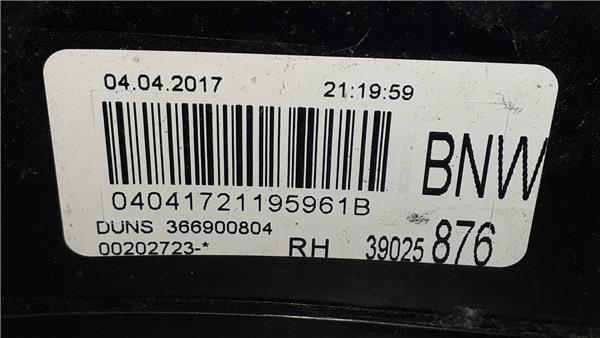 04.04.2017 21:19:59
BNW
04041721195961B
DUNS 366900804
00202723-* RH 39025 876